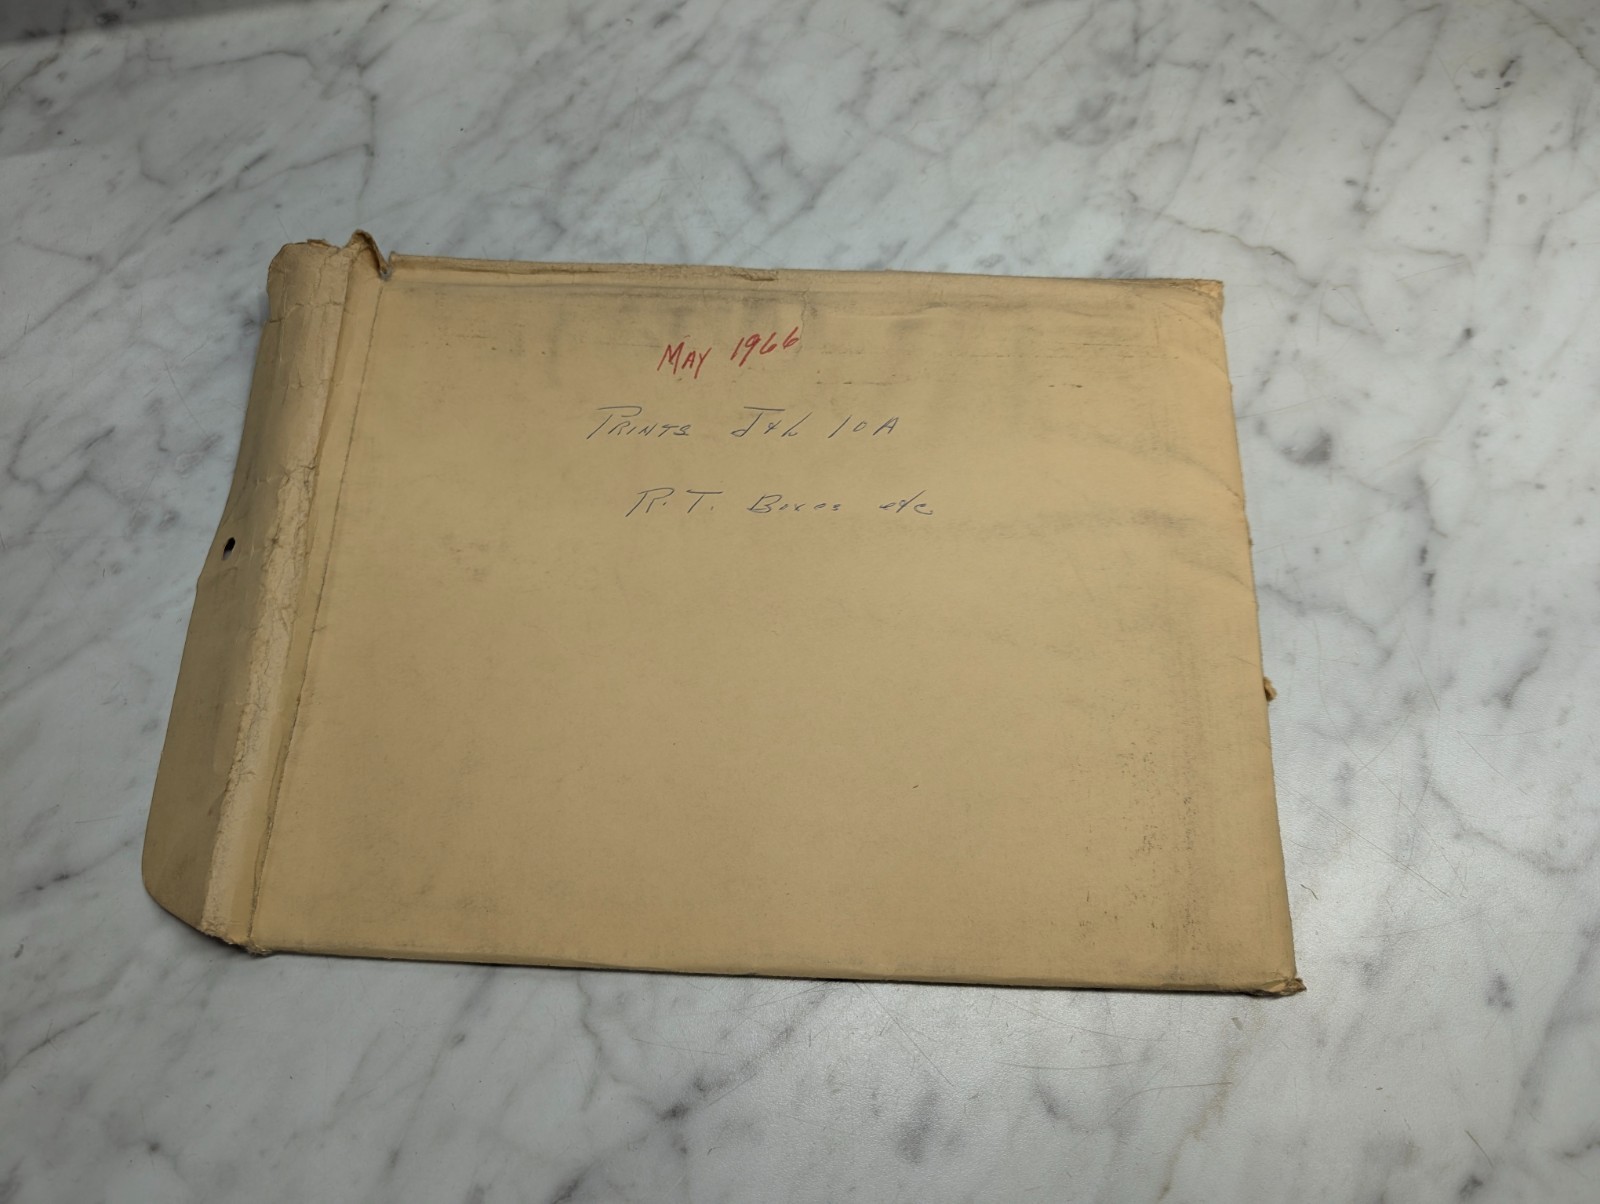 May 1966
Prints J&L 10A
R.T. Boxes etc